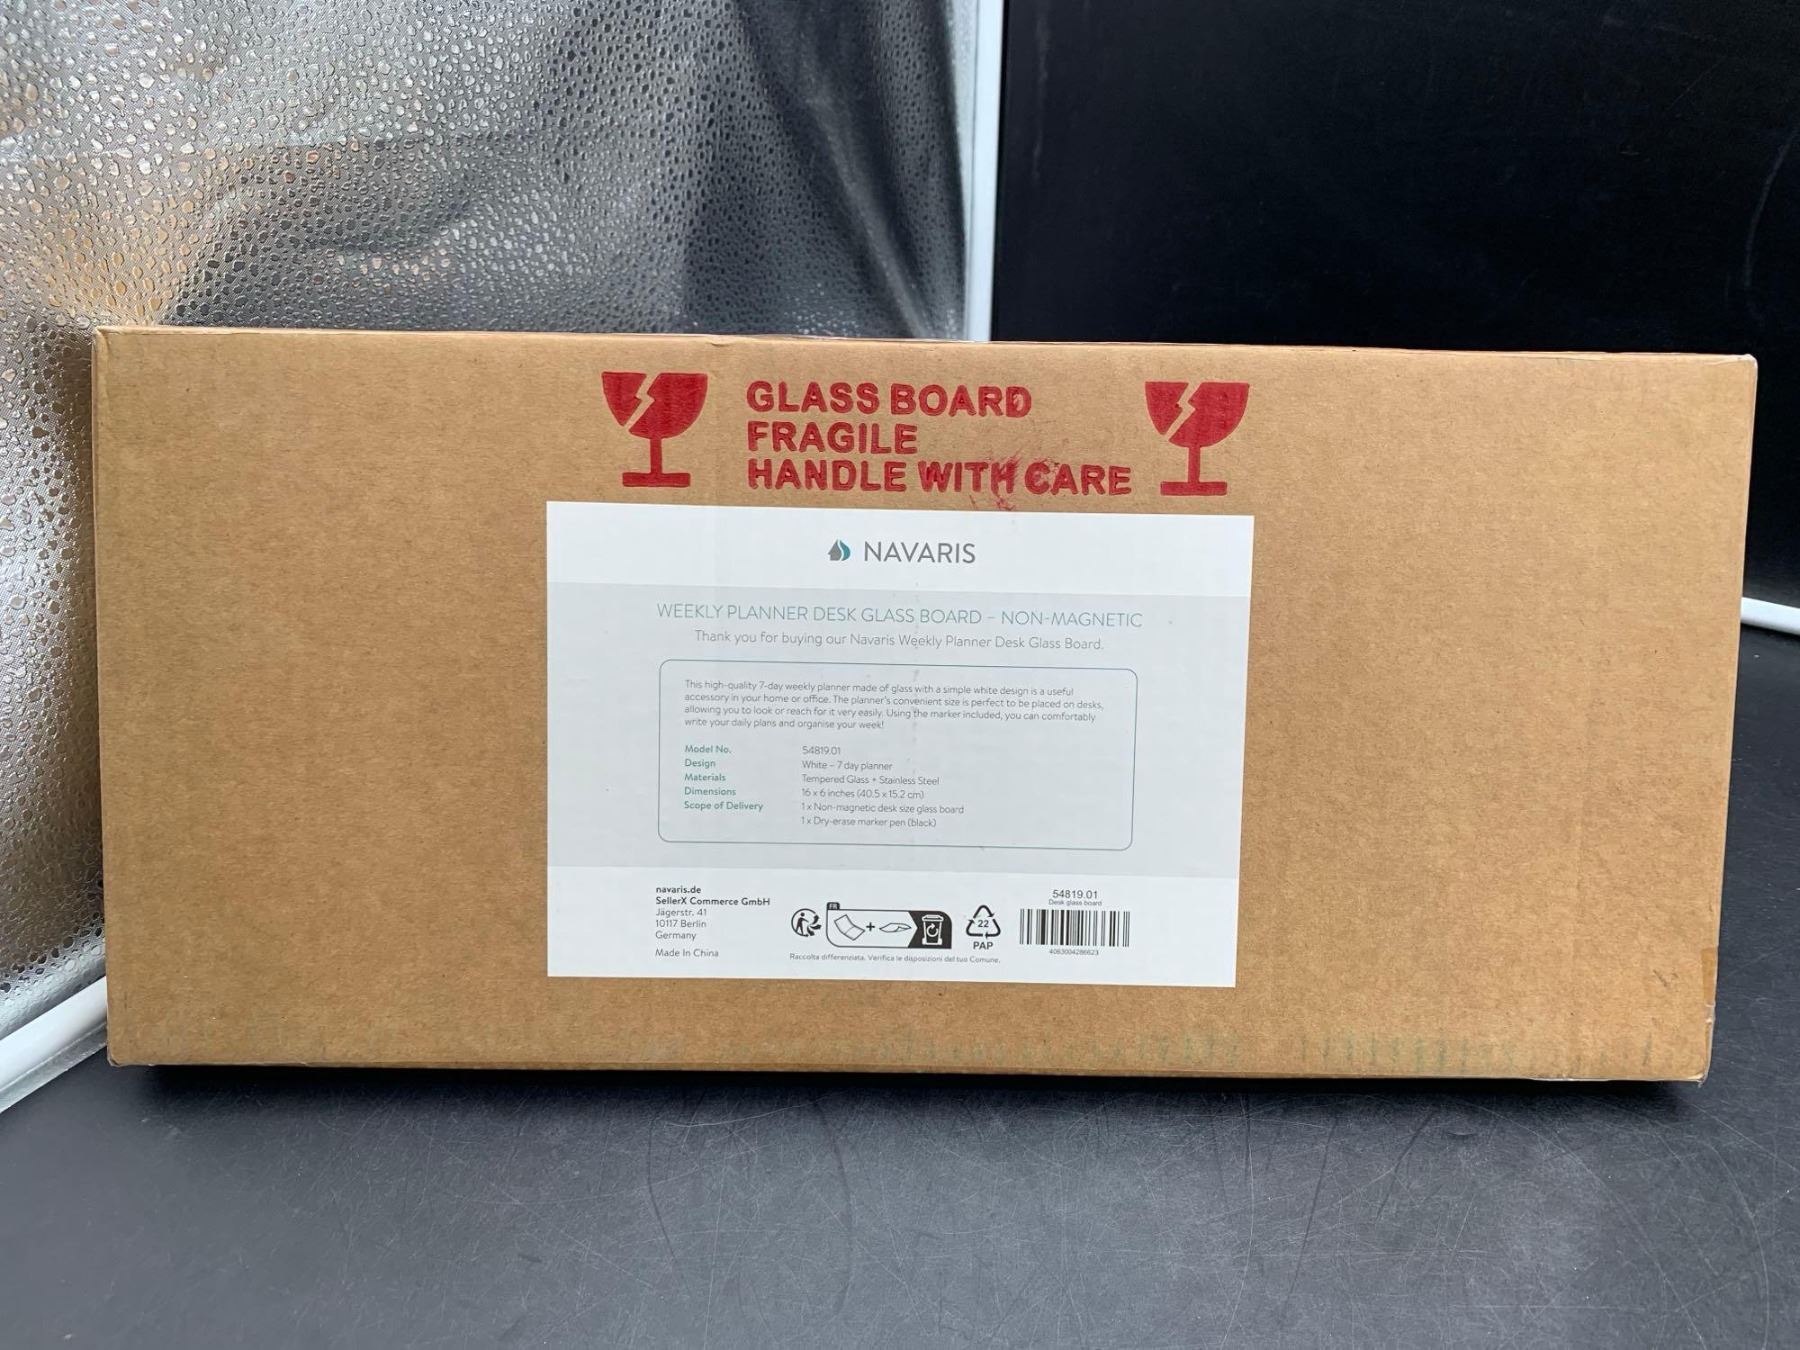 GLASS BOARD
FRAGILE
HANDLE WITH CARE
NAVARIS
WEEKLY PLANNER DESK GLASS BOARD – NON-MAGNETIC
Thank you for buying our Navaris Weekly Planner Desk Glass Board.
This high-quality 7-day weekly planner made of glass with a simple white design is a useful
accessory in your home or office. The planner's convenient size is perfect to be placed on desks,
allowing you to look or reach for it very easily. Using the marker included, you can comfortably
write your daily plans and organise your week!
Model No. 54819.01
Design White – 7 day planner
Materials Tempered Glass + Stainless Steel
Dimensions 16 x 6 inches (40.5 x 15.2 cm)
Scope of Delivery 1 x Non-magnetic desk size glass board
1 x Dry-erase marker pen (black)
navaris.de
SellerX Commerce GmbH
Jägerstr. 41
10117 Berlin
Germany
Made In China
FR
+
22
PAP
Raccolta differenziata. Verifica le disposizioni del tuo Comune.
54819.01
Desk glass board
4063004286623